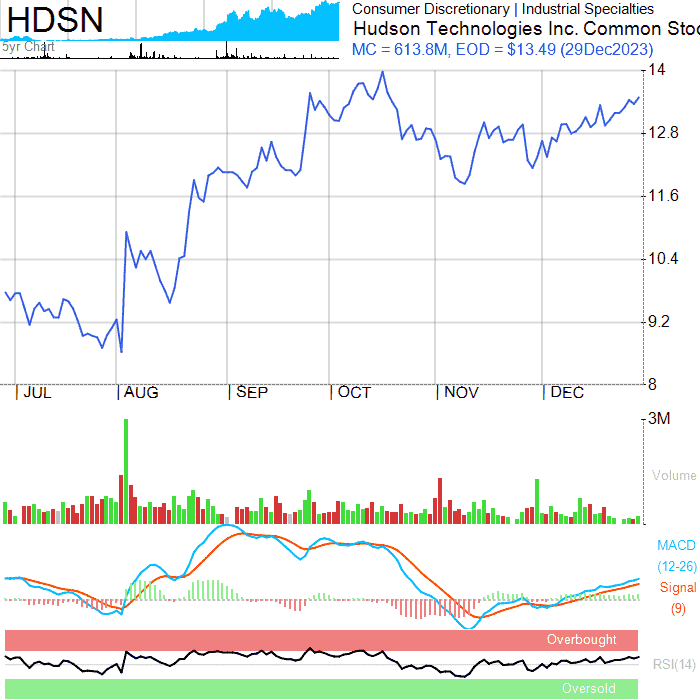 HDSN
5yr Chart
Consumer Discretionary | Industrial Specialties
Hudson Technologies Inc. Common Stoc
MC = 613.8M, EOD = $13.49 (29Dec2023)
14
12.8
11.6
10.4
9.2
8
| JUL | AUG | SEP | OCT | NOV | DEC
3M
Volume
MACD
(12-26)
Signal
(9)
Overbought
RSI(14)
Oversold